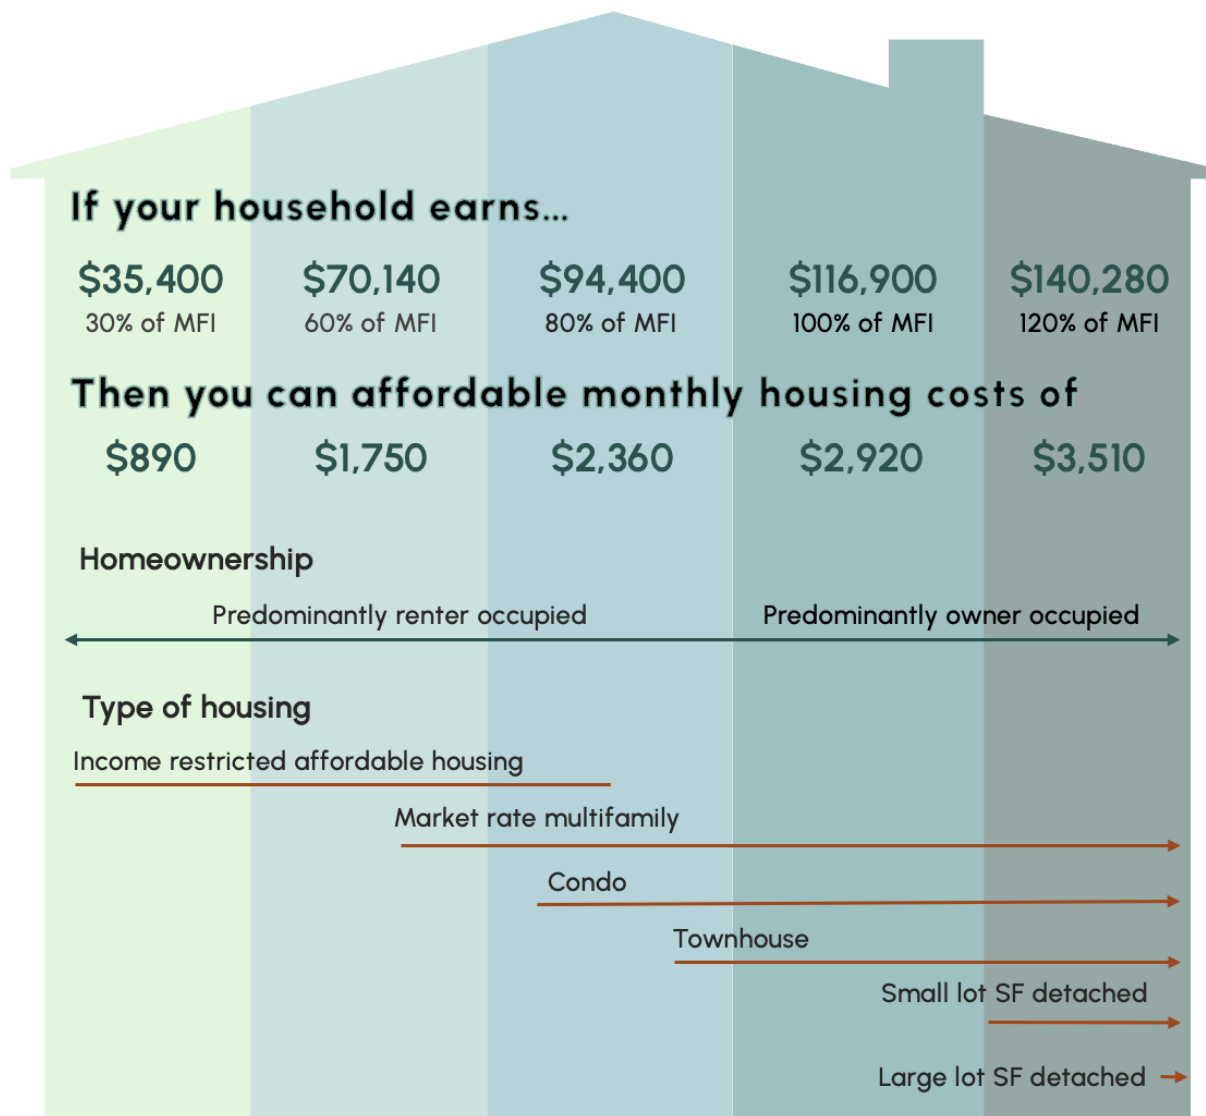 If your household earns...
$35,400 $70,140 $94,400 $116,900 $140,280
30% of MFI 60% of MFI 80% of MFI 100% of MFI 120% of MFI
Then you can affordable monthly housing costs of
$890 $1,750 $2,360 $2,920 $3,510
Homeownership
Predominantly renter occupied Predominantly owner occupied
Type of housing
Income restricted affordable housing
Market rate multifamily
Condo
Townhouse
Small lot SF detached
Large lot SF detached